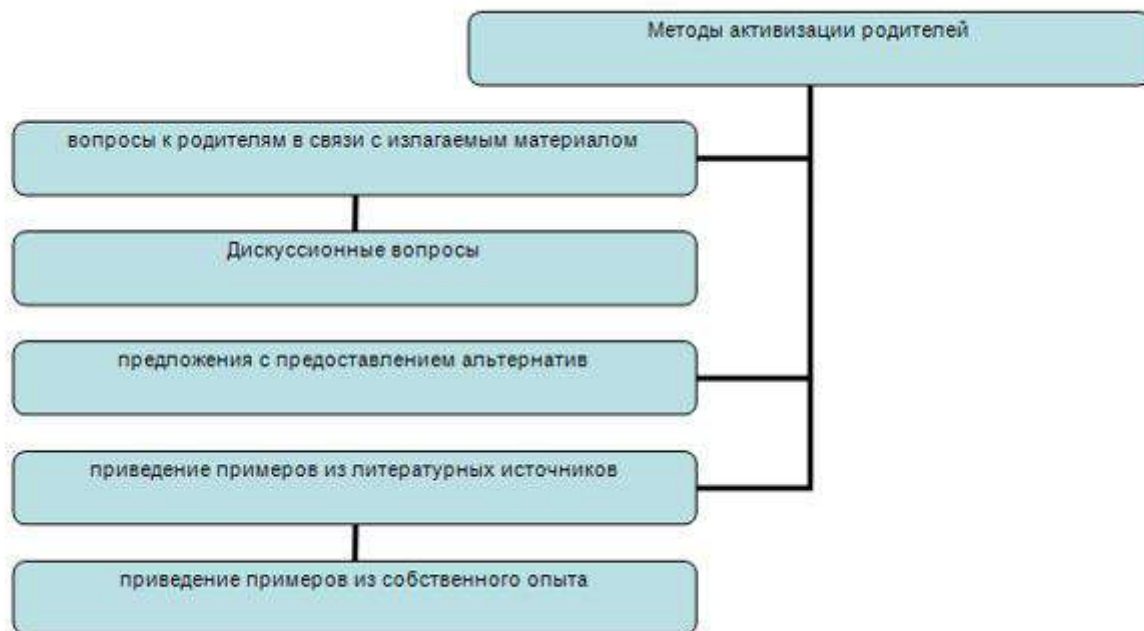 Методы активизации родителей
вопросы к родителям в связи с излагаемым материалом
Дискуссионные вопросы
предложения с предоставлением альтернатив
приведение примеров из литературных источников
приведение примеров из собственного опыта